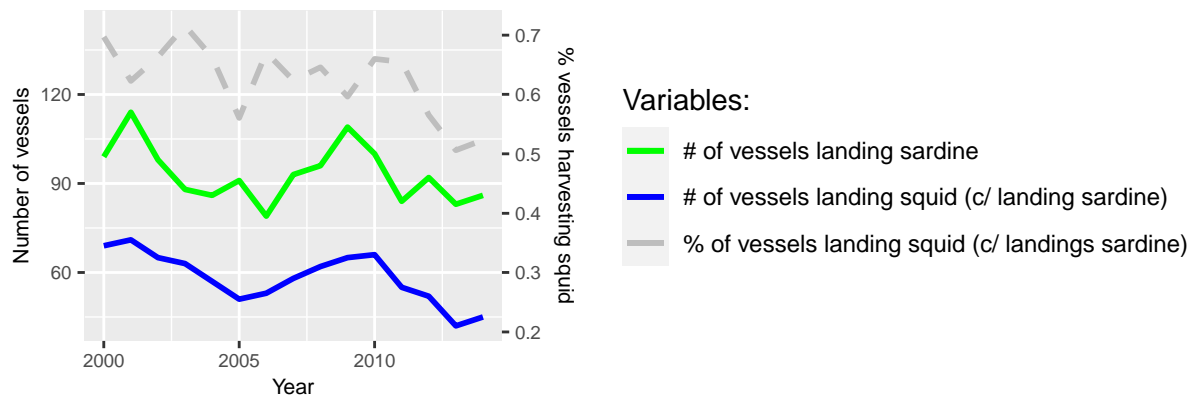 Number of vessels
120
90
60
2000
2005
2010
Year
0.7
0.6
0.5
0.4
0.3
0.2
% vessels harvesting squid
Variables:
# of vessels landing sardine
# of vessels landing squid (c/ landing sardine)
% of vessels landing squid (c/ landings sardine)